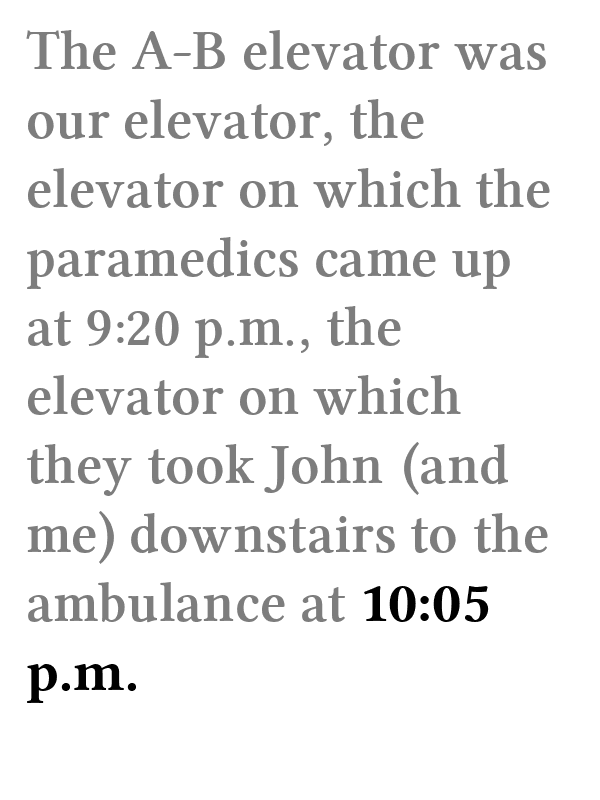 The A-B elevator was
our elevator, the
elevator on which the
paramedics came up
at 9:20 p.m., the
elevator on which
they took John (and
me) downstairs to the
ambulance at 10:05
p.m.